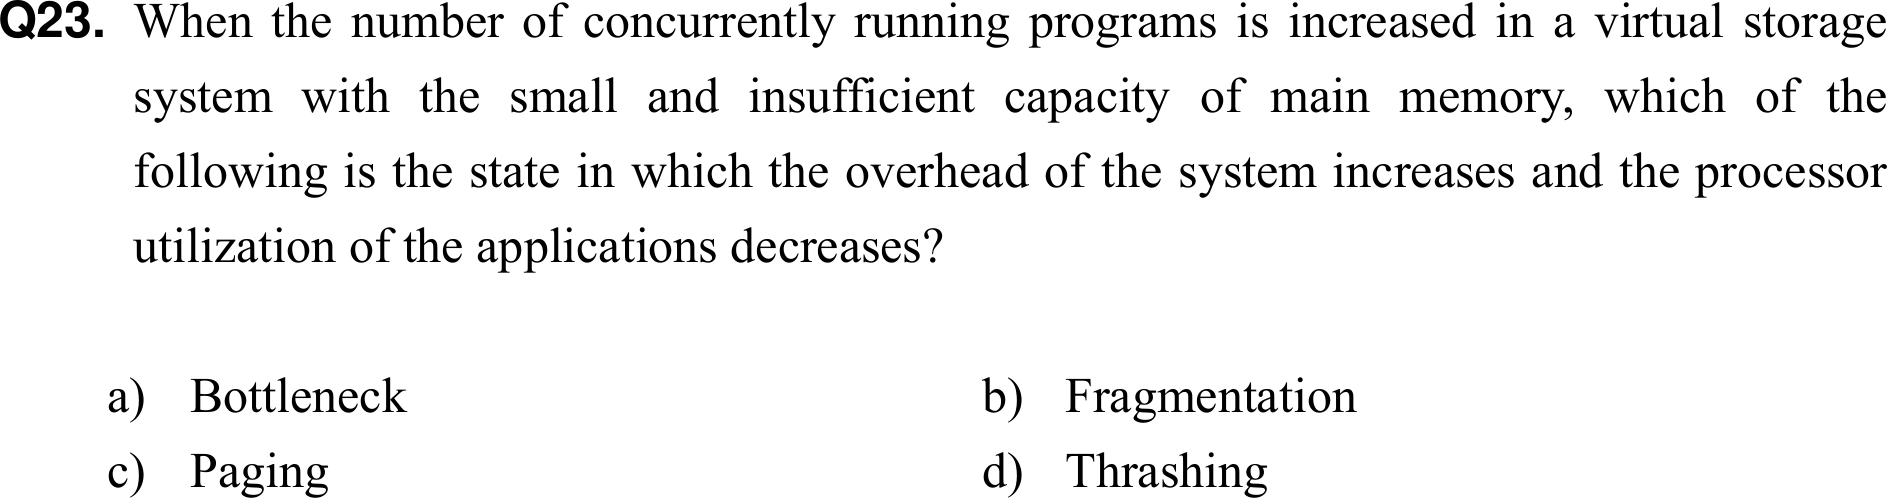 Q23. When the number of concurrently running programs is increased in a virtual storage
system with the small and insufficient capacity of main memory, which of the
following is the state in which the overhead of the system increases and the processor
utilization of the applications decreases?
a) Bottleneck b) Fragmentation
c) Paging d) Thrashing